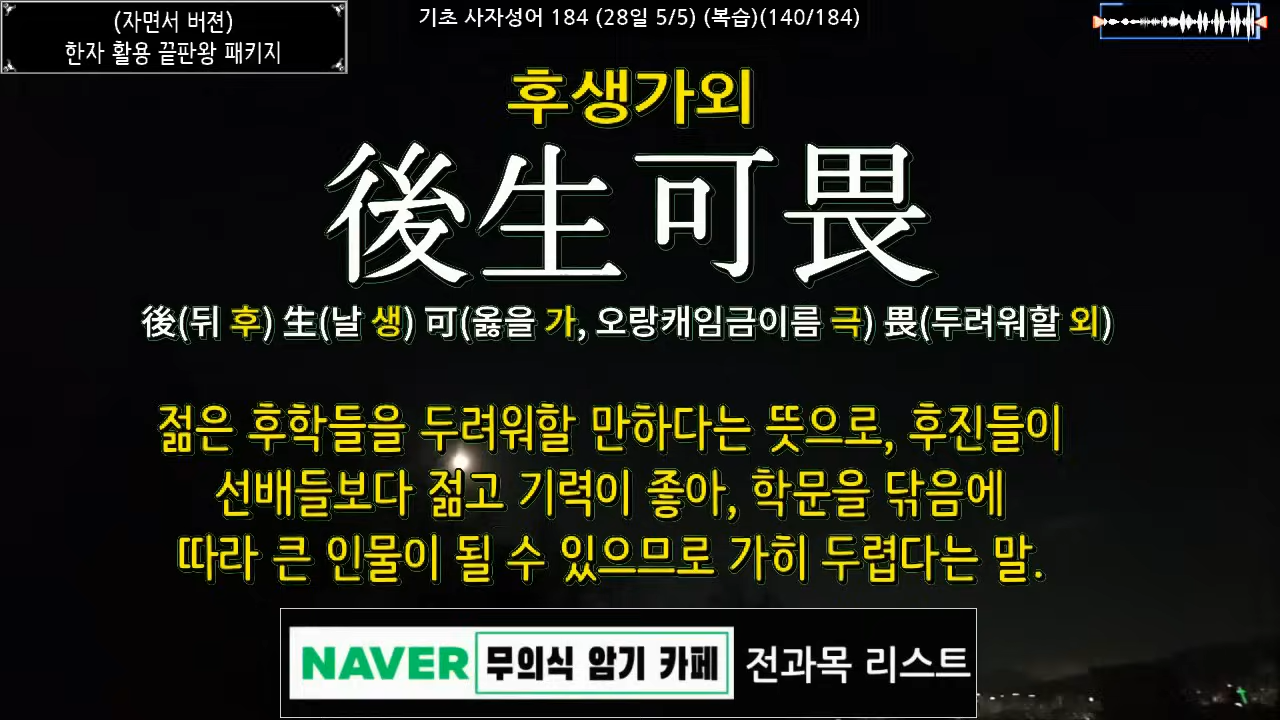 (자면서 버젼)
한자 활용 끝판왕 패키지
기초 사자성어 184 (28일 5/5) (복습)(140/184)
후생가외
後生可畏
後(뒤 후) 生(날 생) 可(옳을 가, 오랑캐임금이름 극) 畏(두려워할 외)
젊은 후학들을 두려워할 만하다는 뜻으로, 후진들이
선배들보다 젊고 기력이 좋아, 학문을 닦음에
따라 큰 인물이 될 수 있으므로 가히 두렵다는 말.
NAVER 무의식 암기 카페 전과목 리스트